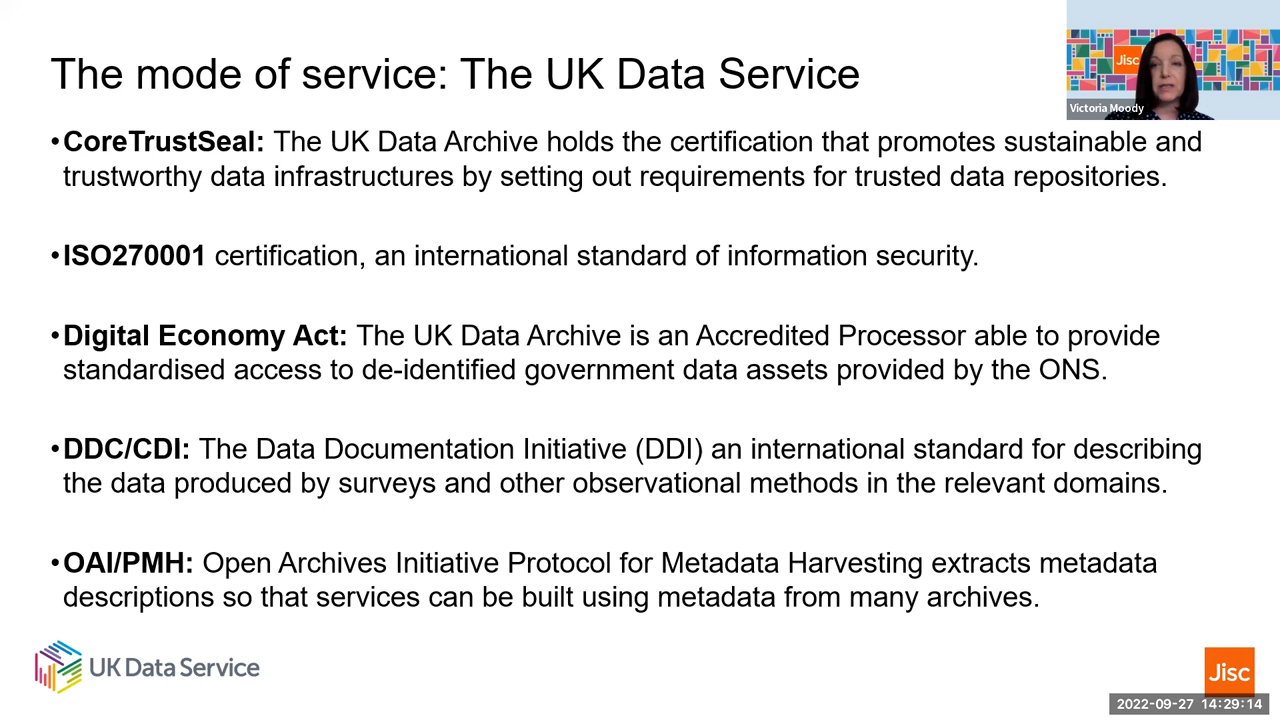 The mode of service: The UK Data Service
Jisc
Victoria Moody
•CoreTrustSeal: The UK Data Archive holds the certification that promotes sustainable and
trustworthy data infrastructures by setting out requirements for trusted data repositories.
•ISO270001 certification, an international standard of information security.
•Digital Economy Act: The UK Data Archive is an Accredited Processor able to provide
standardised access to de-identified government data assets provided by the ONS.
•DDC/CDI: The Data Documentation Initiative (DDI) an international standard for describing
the data produced by surveys and other observational methods in the relevant domains.
•OAI/PMH: Open Archives Initiative Protocol for Metadata Harvesting extracts metadata
descriptions so that services can be built using metadata from many archives.
UK Data Service
Jisc
2022-09-27 14:29:14